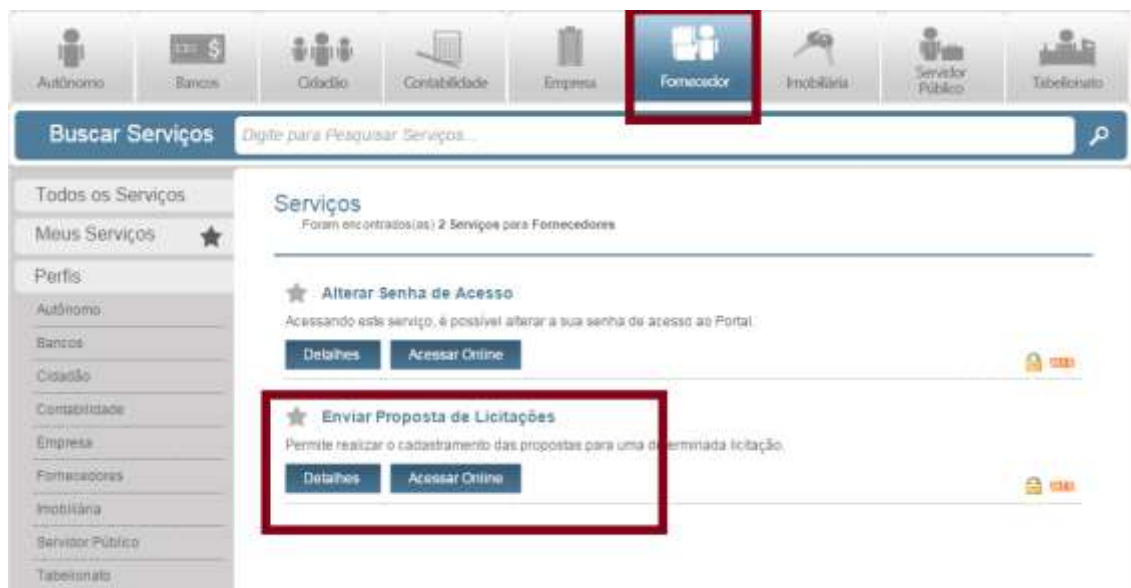 Autônomo
Bancos
Cidadão
Contabilidade
Empresa
Fornecedor
Imobiliária
Servidor
Público
Tabelionato
Buscar Serviços
Digite para Pesquisar Serviços...
Todos os Serviços
Meus Serviços
Perfis
Autônomo
Bancos
Cidadão
Contabilidade
Empresa
Fornecedores
Imobiliária
Servidor Público
Tabelionato
Serviços
Foram encontrados(as) 2 Serviços para Fornecedores
Alterar Senha de Acesso
Acessando este serviço, é possível alterar a sua senha de acesso ao Portal.
Detalhes Acessar Online
Enviar Proposta de Licitações
Permite realizar o cadastramento das propostas para uma determinada licitação.
Detalhes Acessar Online